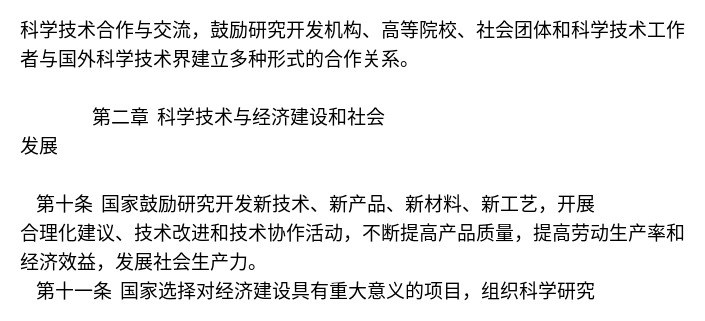 科学技术合作与交流，鼓励研究开发机构、高等院校、社会团体和科学技术工作
者与国外科学技术界建立多种形式的合作关系。
第二章 科学技术与经济建设和社会
发展
第十条 国家鼓励研究开发新技术、新产品、新材料、新工艺，开展
合理化建议、技术改进和技术协作活动，不断提高产品质量，提高劳动生产率和
经济效益，发展社会生产力。
第十一条 国家选择对经济建设具有重大意义的项目，组织科学研究